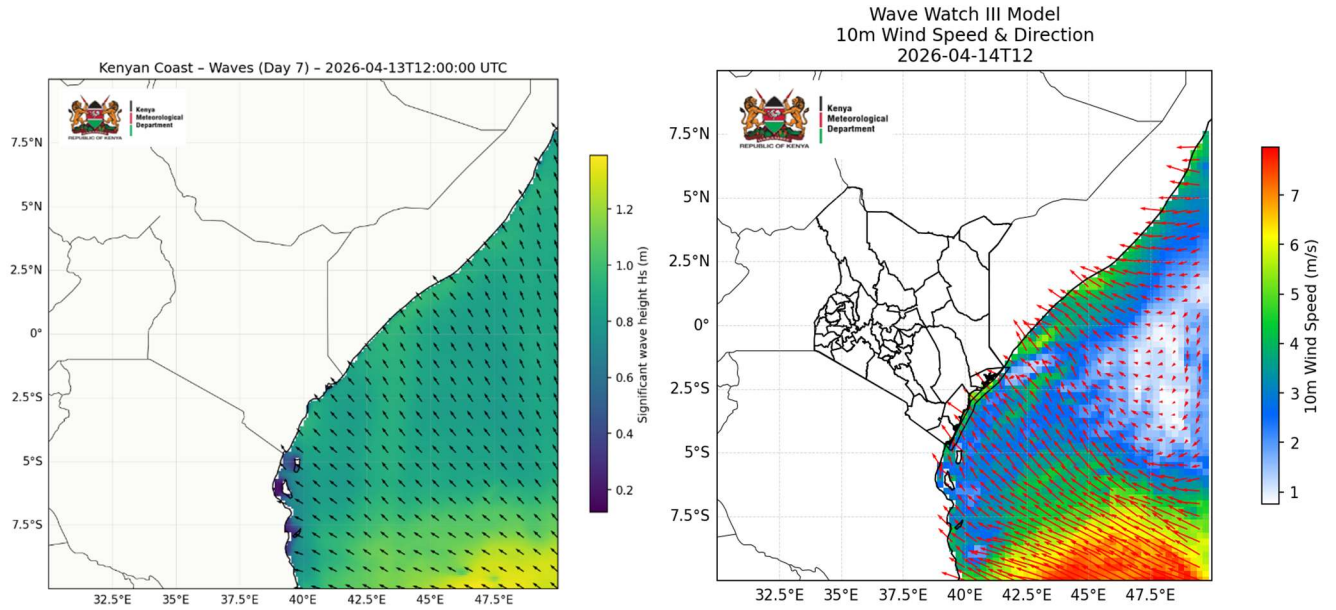 Kenyan Coast – Waves (Day 7) – 2026-04-13T12:00:00 UTC
Kenya
Meteorological
Department
REPUBLIC OF KENYA
7.5°N
5°N
2.5°N
0°
2.5°S
5°S
7.5°S
32.5°E 35°E 37.5°E 40°E 42.5°E 45°E 47.5°E
1.2
1.0
0.8
0.6
0.4
0.2
Significant wave height Hs (m)
Wave Watch III Model
10m Wind Speed & Direction
2026-04-14T12
Kenya
Meteorological
Department
REPUBLIC OF KENYA
7.5°N
5°N
2.5°N
0°
2.5°S
5°S
7.5°S
32.5°E 35°E 37.5°E 40°E 42.5°E 45°E 47.5°E
7
6
5
4
3
2
1
10m Wind Speed (m/s)